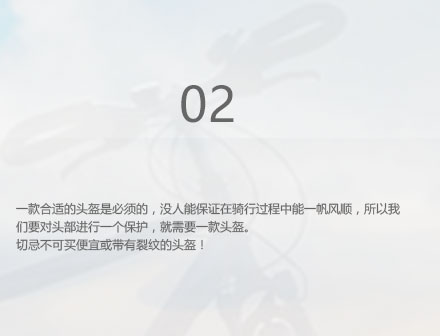 02
一款合适的头盔是必须的，没人能保证在骑行过程中能一帆风顺，所以我
们要对头部进行一个保护，就需要一款头盔。
切忌不可买便宜或带有裂纹的头盔！